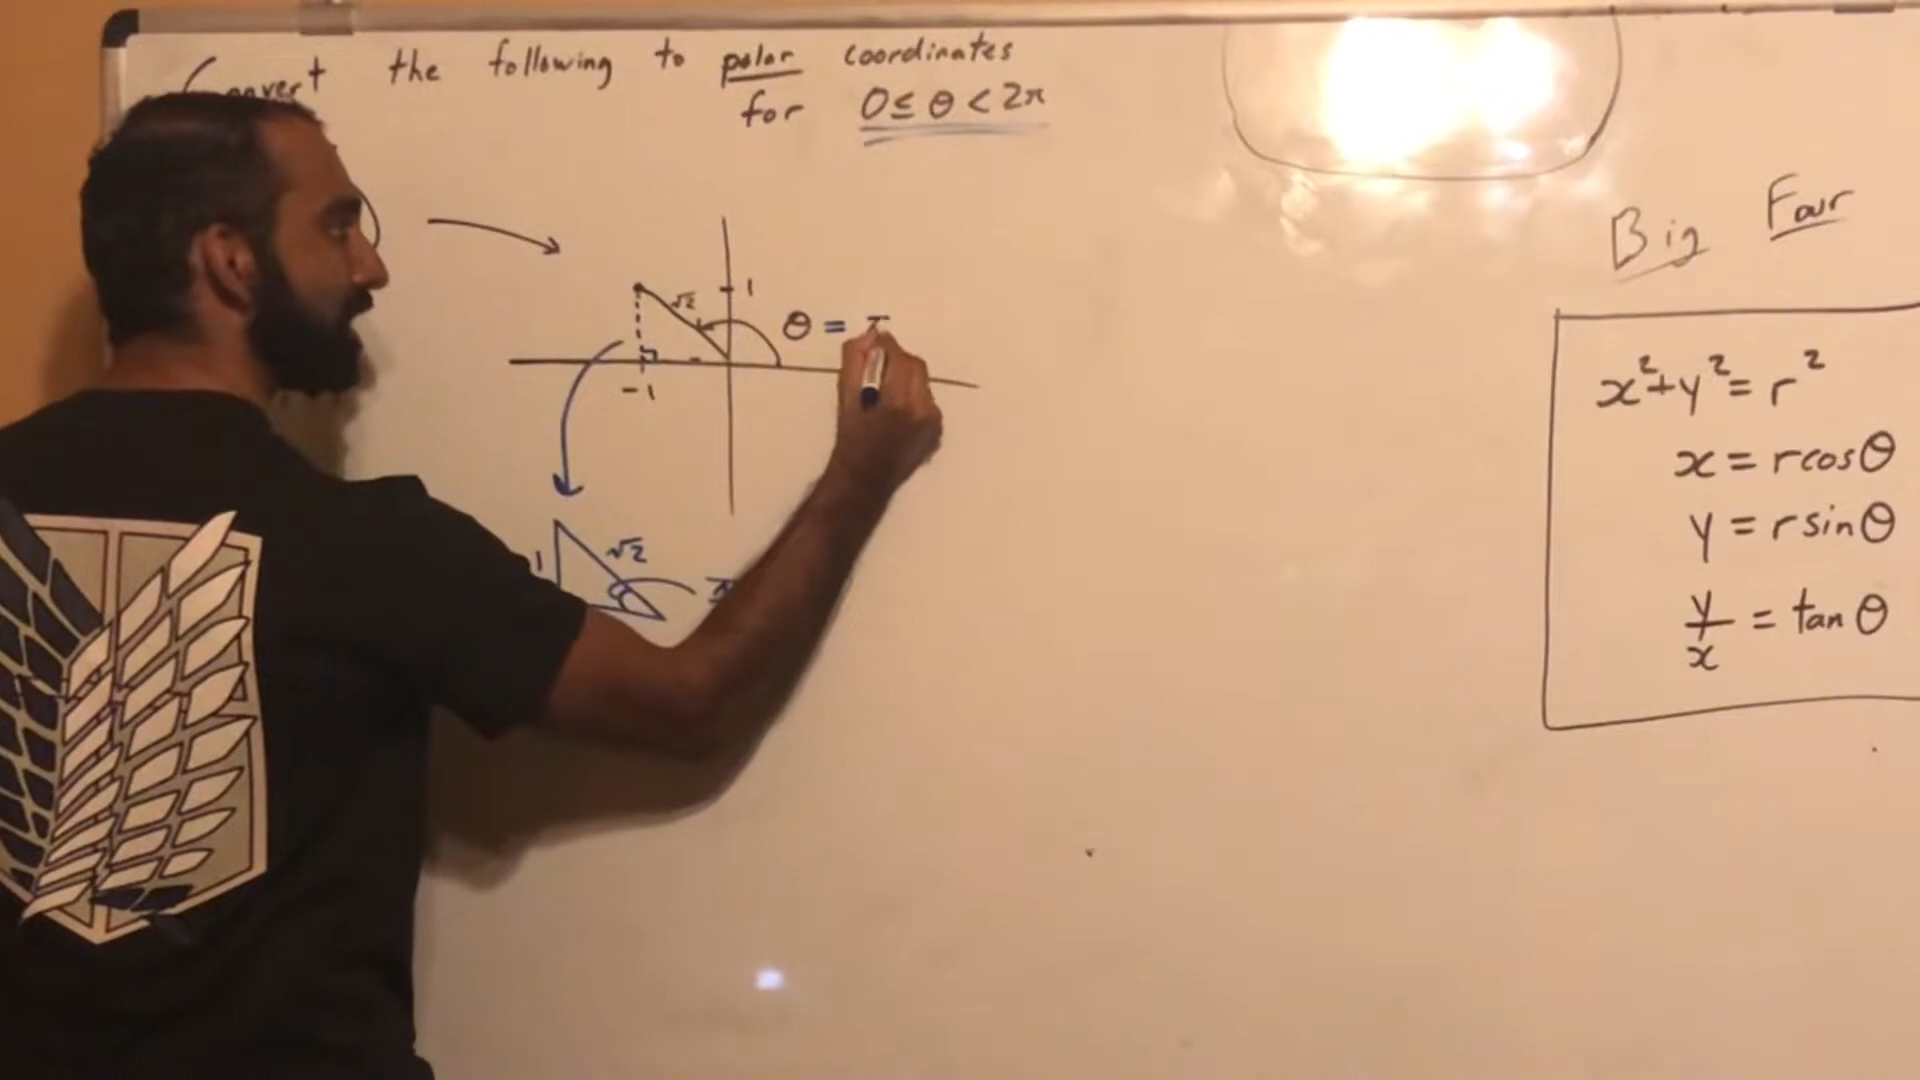 Convert the following to polar coordinates
for 0 ≤ θ < 2π
Big Four
1
√2
θ = π
-1
x² + y² = r²
x = r cos θ
y = r sin θ
y/x = tan θ
1
√2
π